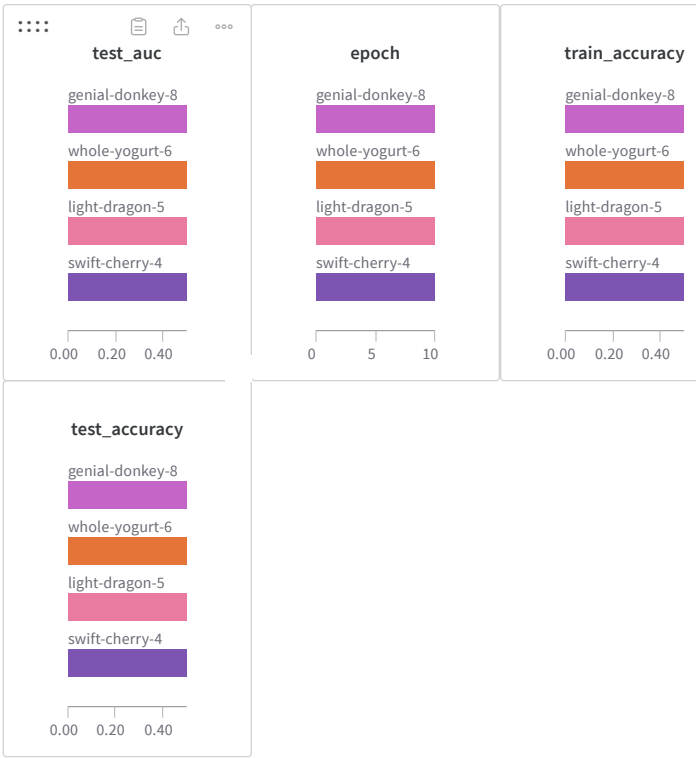 test_auc
genial-donkey-8
whole-yogurt-6
light-dragon-5
swift-cherry-4
0.00 0.20 0.40
epoch
genial-donkey-8
whole-yogurt-6
light-dragon-5
swift-cherry-4
0 5 10
train_accuracy
genial-donkey-8
whole-yogurt-6
light-dragon-5
swift-cherry-4
0.00 0.20 0.40
test_accuracy
genial-donkey-8
whole-yogurt-6
light-dragon-5
swift-cherry-4
0.00 0.20 0.40